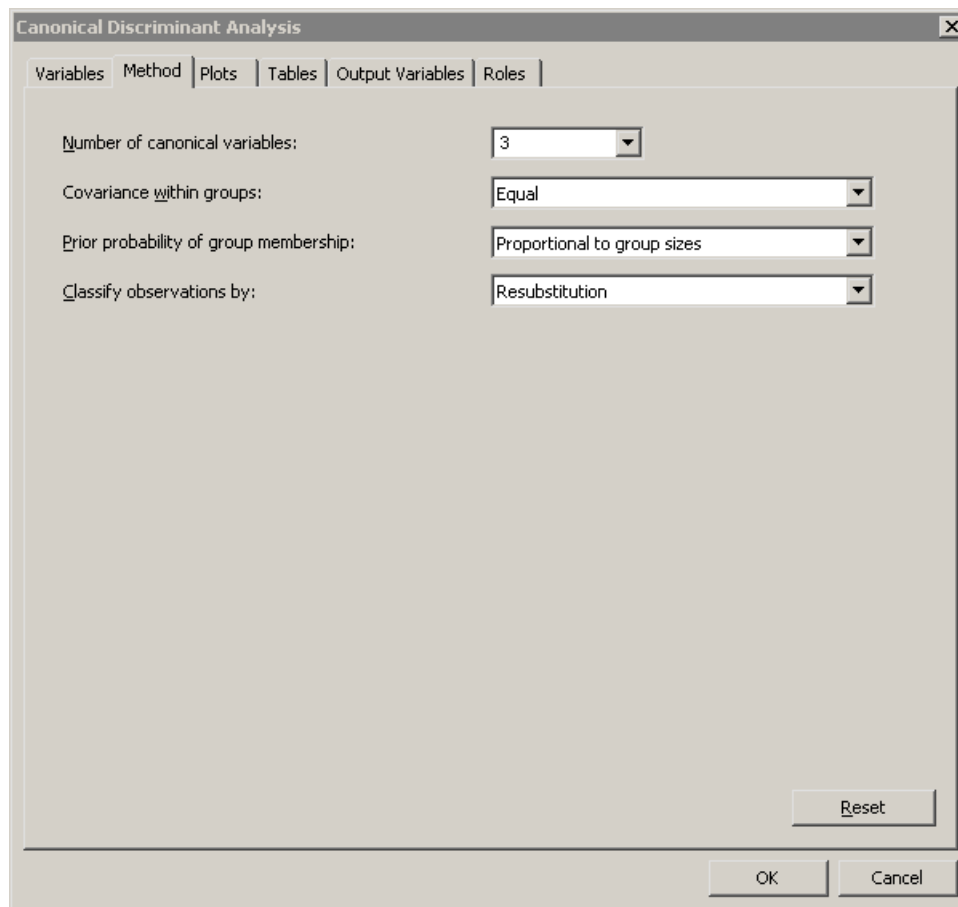 Canonical Discriminant Analysis
Variables Method Plots Tables Output Variables Roles
Number of canonical variables: 3
Covariance within groups: Equal
Prior probability of group membership: Proportional to group sizes
Classify observations by: Resubstitution
Reset
OK Cancel